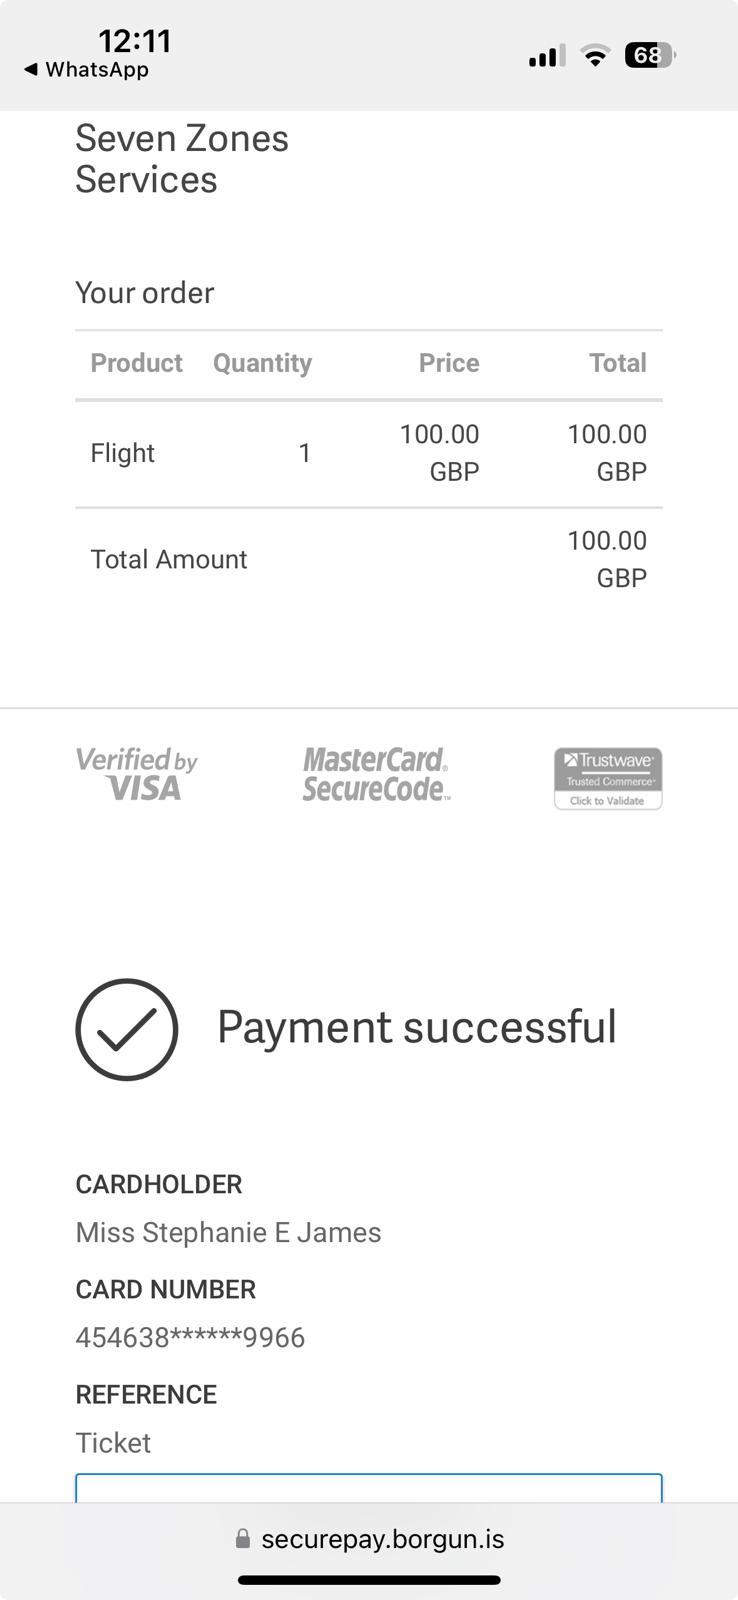 12:11
◀ WhatsApp
68
Seven Zones
Services
Your order
Product Quantity Price Total
Flight 1 100.00 GBP 100.00 GBP
Total Amount 100.00 GBP
Verified by
VISA
MasterCard®
SecureCode™
Trustwave®
Trusted Commerce™
Click to Validate
Payment successful
CARDHOLDER
Miss Stephanie E James
CARD NUMBER
454638******9966
REFERENCE
Ticket
securepay.borgun.is